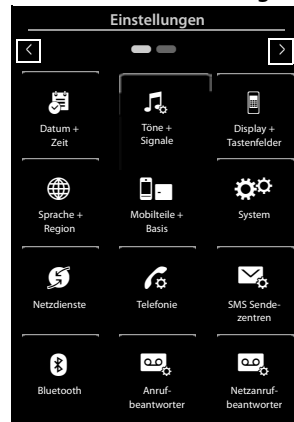 Einstellungen
Datum +
Zeit
Töne +
Signale
Display +
Tastenfelder
Sprache +
Region
Mobilteile +
Basis
System
Netzdienste
Telefonie
SMS Sende-
zentren
Bluetooth
Anruf-
beantworter
Netzanruf-
beantworter